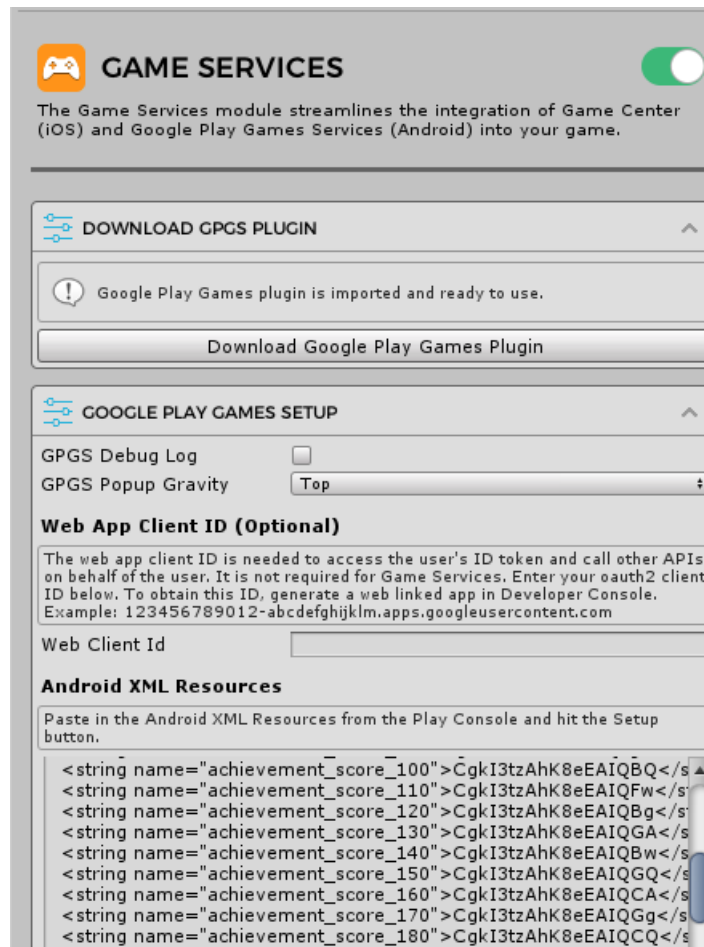 GAME SERVICES
The Game Services module streamlines the integration of Game Center
(iOS) and Google Play Games Services (Android) into your game.
DOWNLOAD GPGS PLUGIN
Google Play Games plugin is imported and ready to use.
Download Google Play Games Plugin
GOOGLE PLAY GAMES SETUP
GPGS Debug Log
GPGS Popup Gravity Top
Web App Client ID (Optional)
The web app client ID is needed to access the user's ID token and call other APIs
on behalf of the user. It is not required for Game Services. Enter your oauth2 client
ID below. To obtain this ID, generate a web linked app in Developer Console.
Example: 123456789012-abcdefghijklm.apps.googleusercontent.com
Web Client Id
Android XML Resources
Paste in the Android XML Resources from the Play Console and hit the Setup
button.
<string name="achievement_score_100">CgkI3tzAhK8eEAIQBQ</s
<string name="achievement_score_110">CgkI3tzAhK8eEAIQFw</s
<string name="achievement_score_120">CgkI3tzAhK8eEAIQBg</s
<string name="achievement_score_130">CgkI3tzAhK8eEAIQGA</s
<string name="achievement_score_140">CgkI3tzAhK8eEAIQBw</s
<string name="achievement_score_150">CgkI3tzAhK8eEAIQGQ</s
<string name="achievement_score_160">CgkI3tzAhK8eEAIQCA</s
<string name="achievement_score_170">CgkI3tzAhK8eEAIQGg</s
<string name="achievement_score_180">CgkI3tzAhK8eEAIQCQ</s